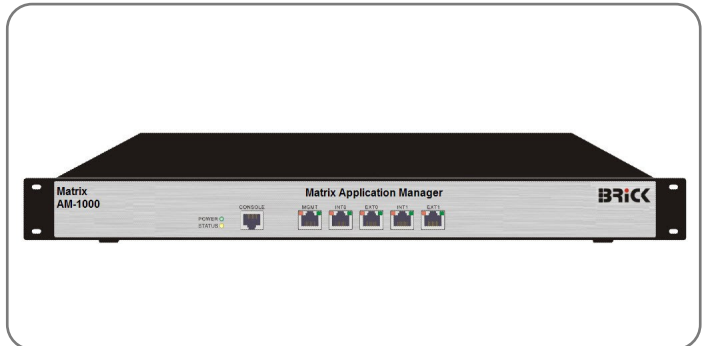 Matrix
AM-1000
Matrix Application Manager
BRiCK
POWER
STATUS
CONSOLE
MGMT INT0 EXT0 INT1 EXT1